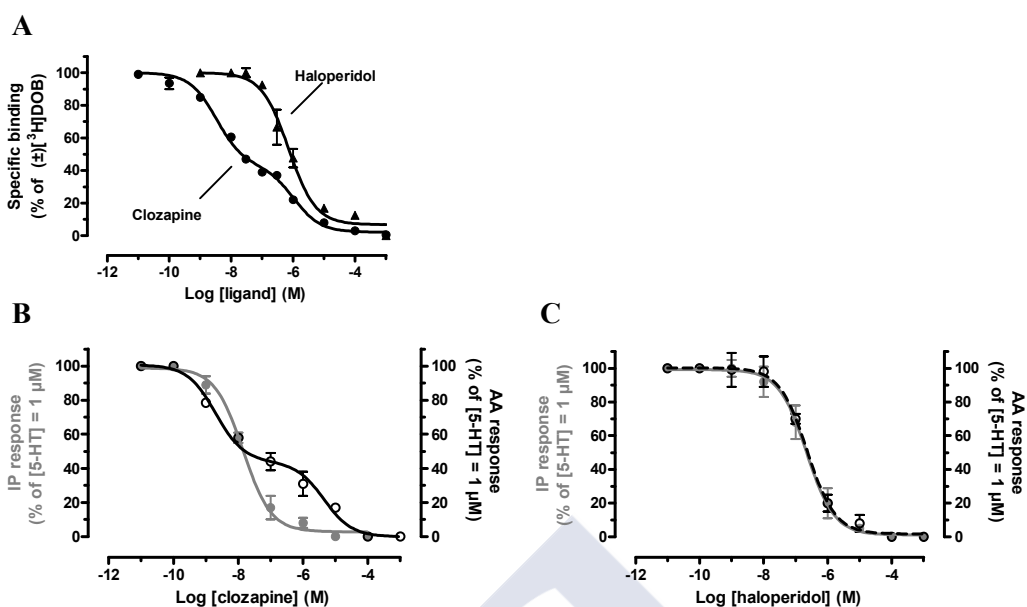 A
Specific binding
(% of (±)[³H]DOB)
100
80
60
40
20
0
Haloperidol
Clozapine
-12 -10 -8 -6 -4
Log [ligand] (M)
B
IP response
(% of [5-HT] = 1 µM)
100
80
60
40
20
0
100
80
60
40
20
0
AA response
(% of [5-HT] = 1 µM)
-12 -10 -8 -6 -4 -2
Log [clozapine] (M)
C
IP response
(% of [5-HT] = 1 µM)
100
80
60
40
20
0
100
80
60
40
20
0
AA response
(% of [5-HT] = 1 µM)
-12 -10 -8 -6 -4 -2
Log [haloperidol] (M)